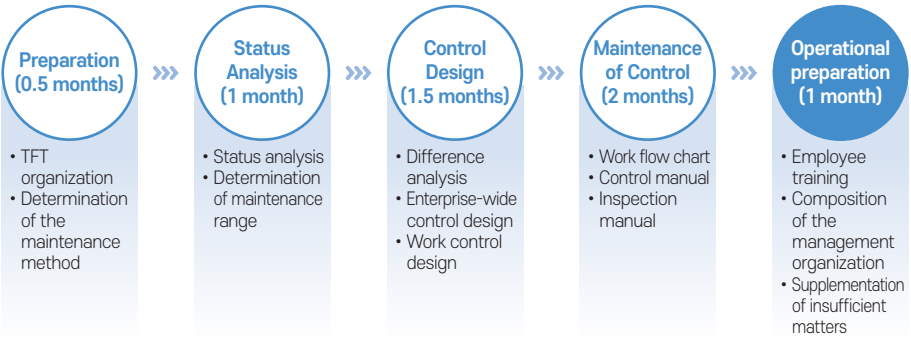 Preparation
(0.5 months)
• TFT
organization
• Determination
of the
maintenance
method
»»
Status
Analysis
(1 month)
• Status analysis
• Determination
of maintenance
range
»»
Control
Design
(1.5 months)
• Difference
analysis
• Enterprise-wide
control design
• Work control
design
»»
Maintenance
of Control
(2 months)
• Work flow chart
• Control manual
• Inspection
manual
»»
Operational
preparation
(1 month)
• Employee
training
• Composition
of the
management
organization
• Supplementation
of insufficient
matters